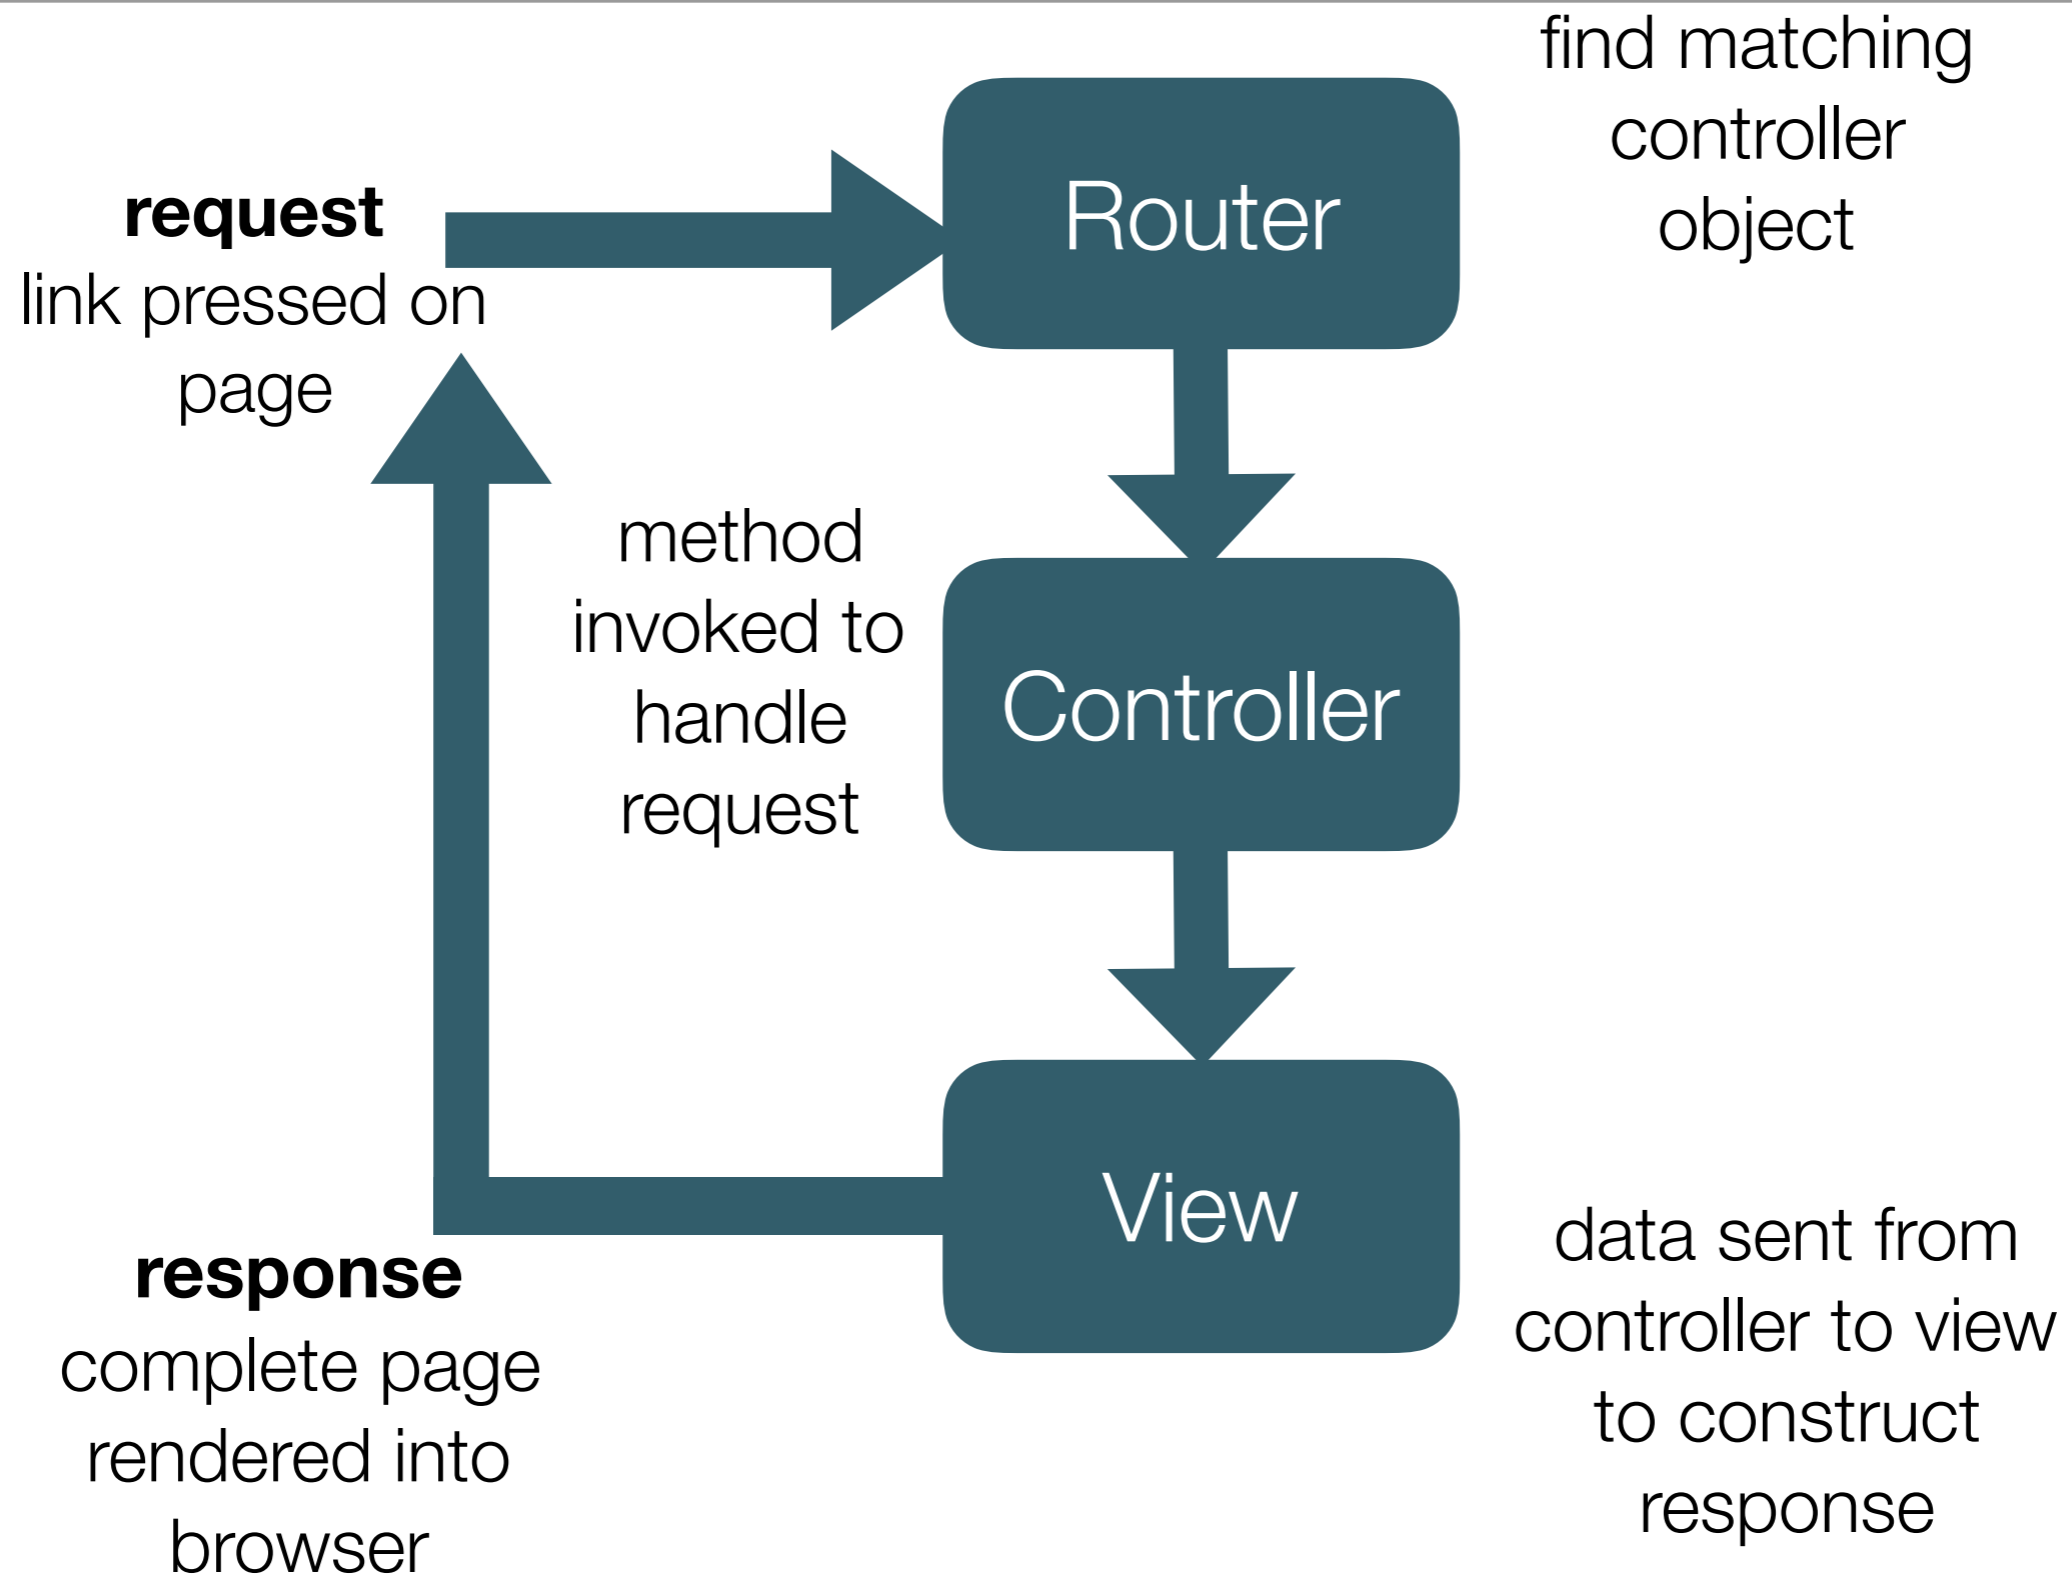 find matching
controller
object
Router
request
link pressed on
page
method
invoked to
handle
request
Controller
View
data sent from
controller to view
to construct
response
response
complete page
rendered into
browser